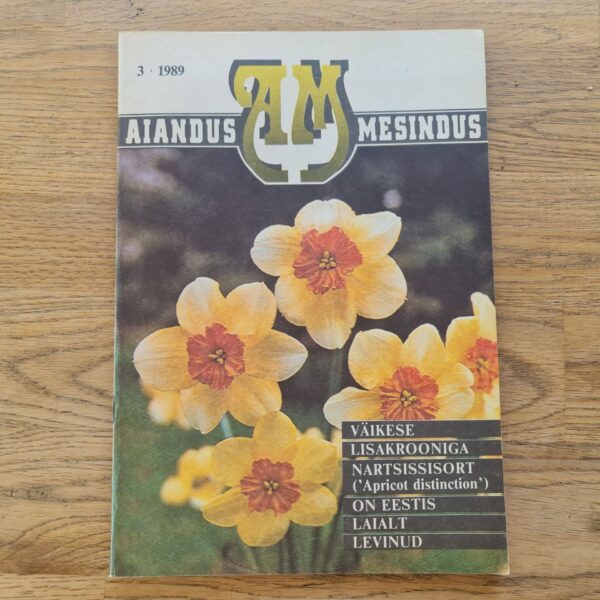 3 · 1989
AM
AIANDUS MESINDUS
VÄIKESE
LISAKROONIGA
NARTSISSISORT
('Apricot distinction')
ON EESTIS
LAIALT
LEVINUD